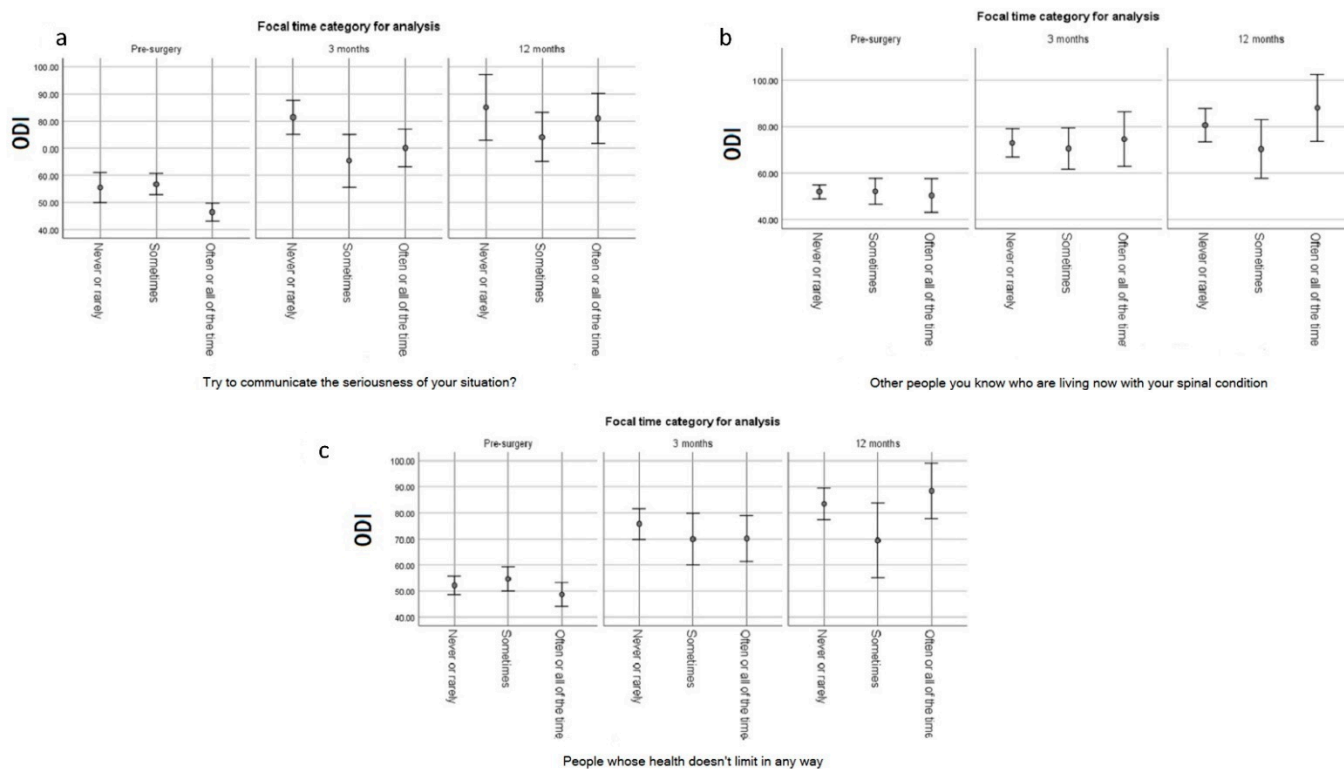 a
Focal time category for analysis
Pre-surgery 3 months 12 months
100.00
90.00
80.00
0.00
60.00
50.00
40.00
ODI
Never or rarely
Sometimes
Often or all of the time
Never or rarely
Sometimes
Often or all of the time
Never or rarely
Sometimes
Often or all of the time
Try to communicate the seriousness of your situation?
b
Focal time category for analysis
Pre-surgery 3 months 12 months
100.00
80.00
60.00
40.00
ODI
Never or rarely
Sometimes
Often or all of the time
Never or rarely
Sometimes
Often or all of the time
Never or rarely
Sometimes
Often or all of the time
Other people you know who are living now with your spinal condition
c
Focal time category for analysis
Pre-surgery 3 months 12 months
100.00
90.00
80.00
70.00
60.00
50.00
40.00
ODI
Never or rarely
Sometimes
Often or all of the time
Never or rarely
Sometimes
Often or all of the time
Never or rarely
Sometimes
Often or all of the time
People whose health doesn't limit in any way